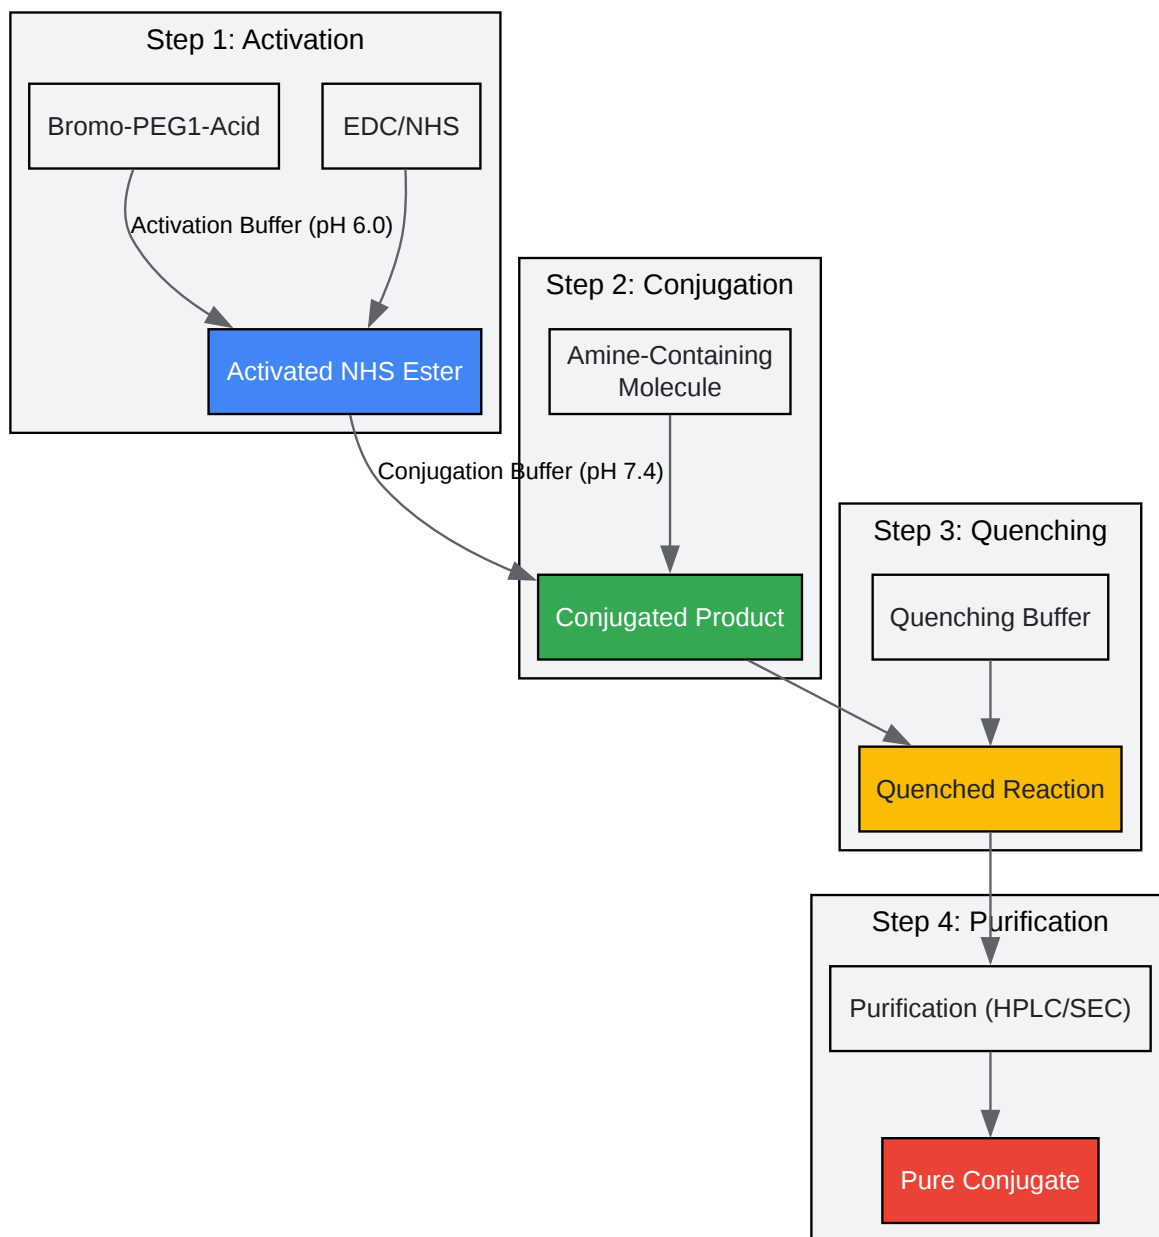 Step 1: Activation
Bromo-PEG1-Acid
EDC/NHS
Activation Buffer (pH 6.0)
Activated NHS Ester
Step 2: Conjugation
Amine-Containing
Molecule
Conjugation Buffer (pH 7.4)
Conjugated Product
Step 3: Quenching
Quenching Buffer
Quenched Reaction
Step 4: Purification
Purification (HPLC/SEC)
Pure Conjugate